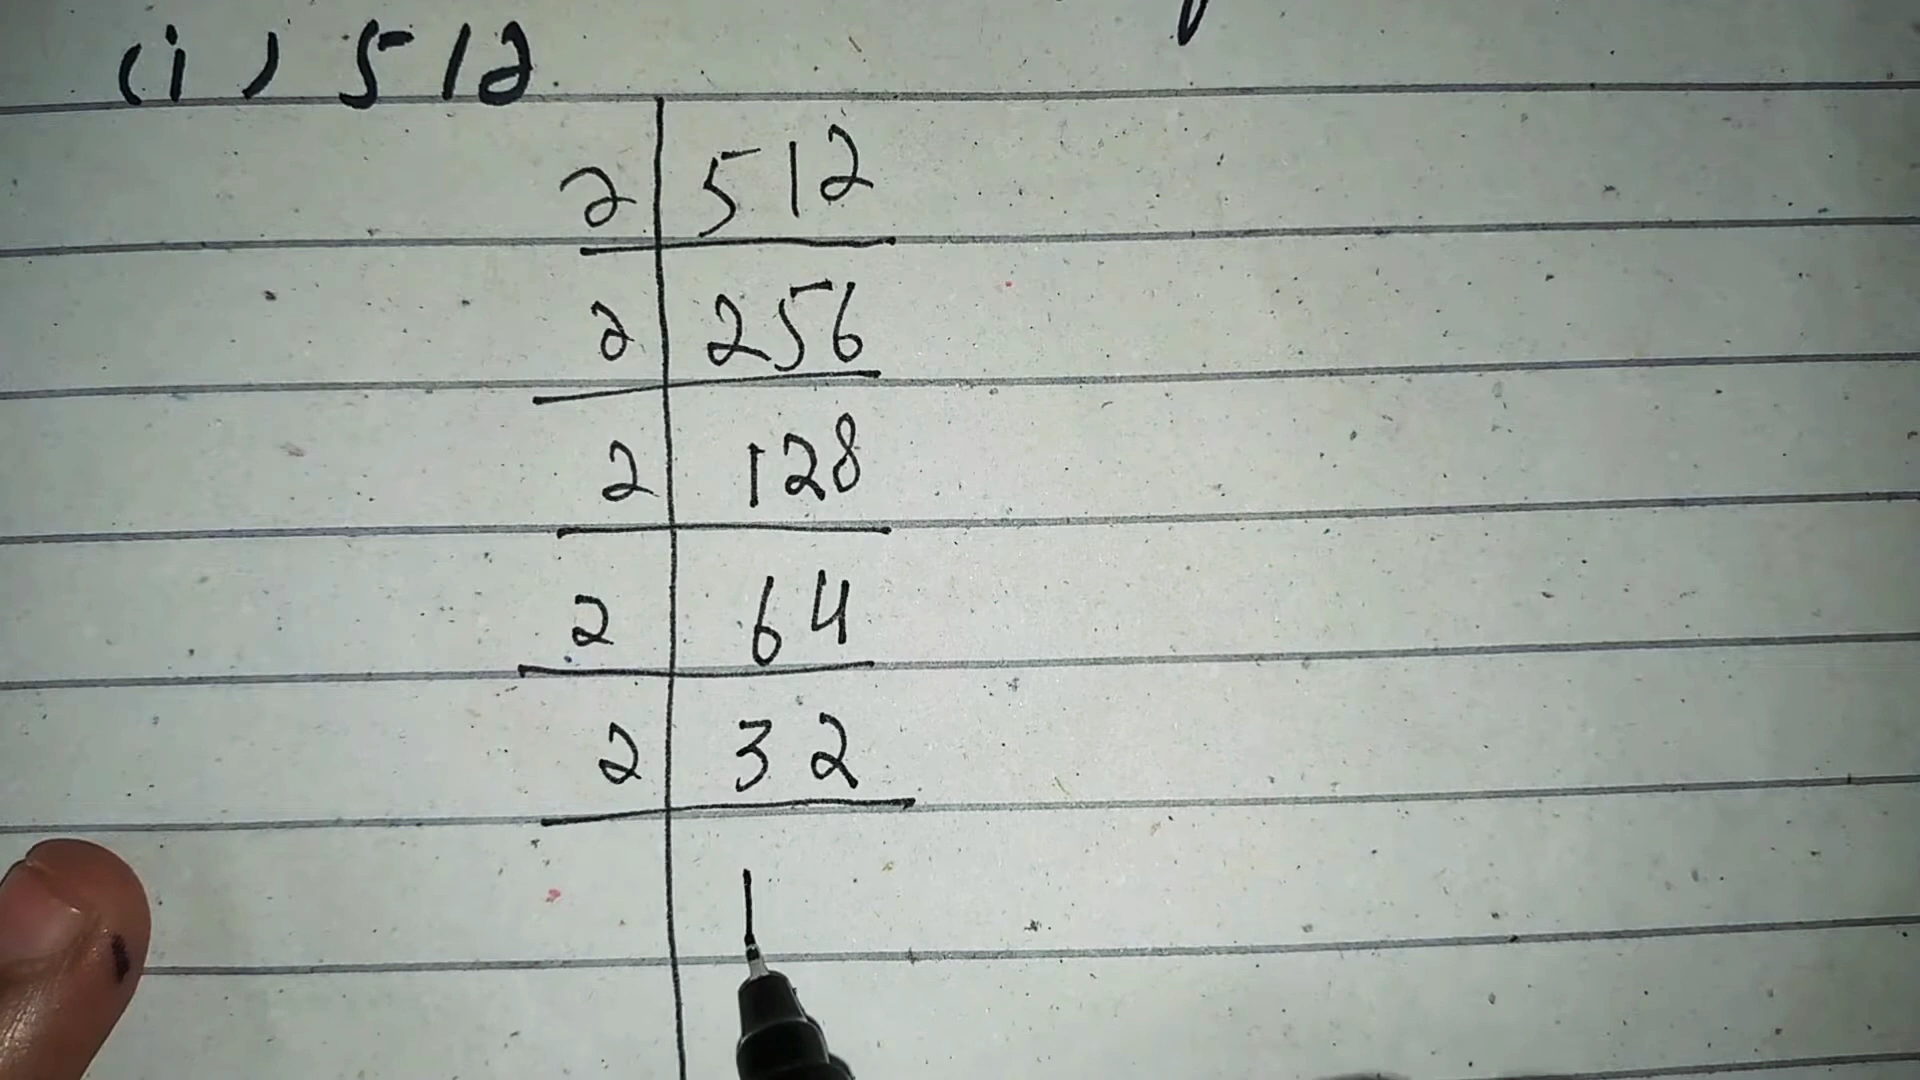 (i) 512
2 | 512
2 | 256
2 | 128
2 | 64
2 | 32
1